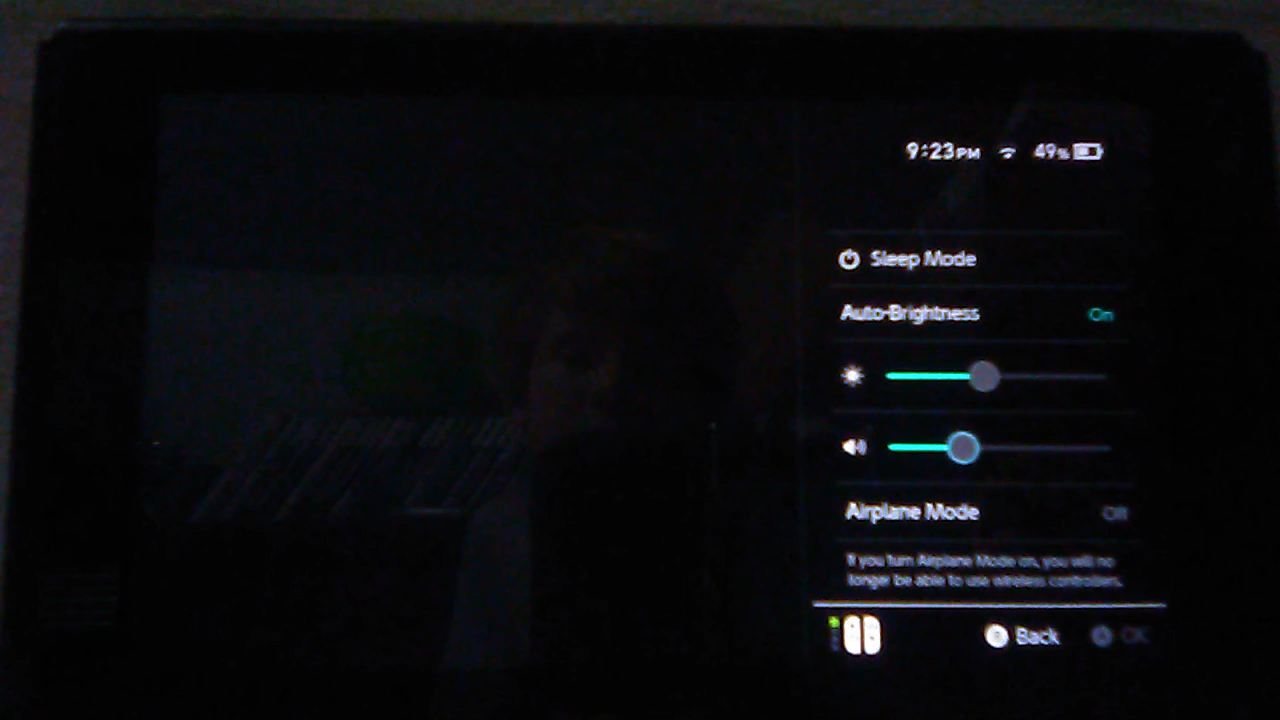 9:23PM 49%
Sleep Mode
Auto-Brightness On
Airplane Mode Off
If you turn Airplane Mode on, you will no
longer be able to use wireless controllers.
Back OK